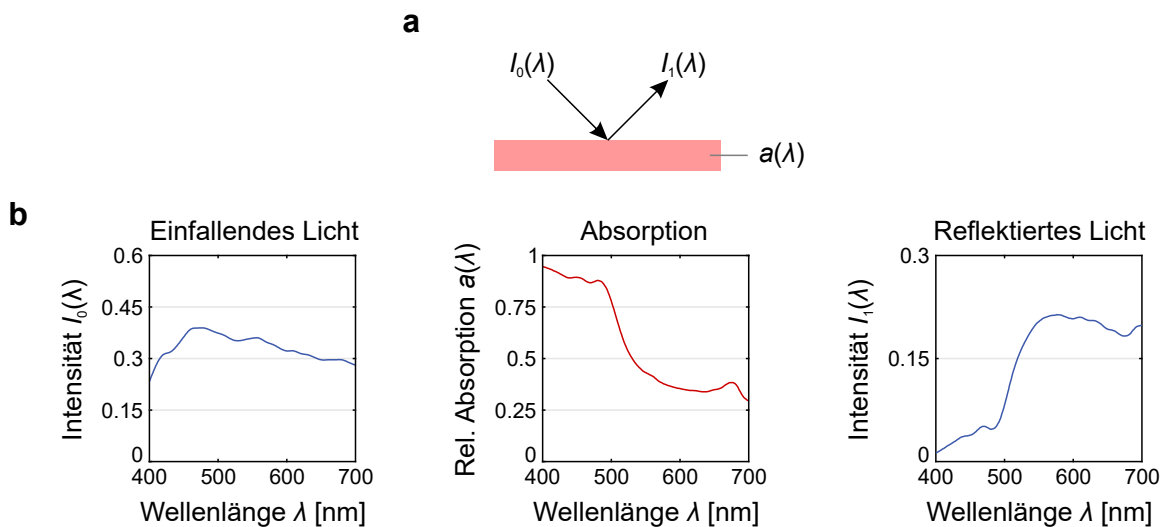 a
I₀(λ)
I₁(λ)
a(λ)
b
Einfallendes Licht
Intensität I₀(λ)
0.6
0.45
0.3
0.15
0
400
500
600
700
Wellenlänge λ [nm]
Absorption
Rel. Absorption a(λ)
1
0.75
0.5
0.25
0
400
500
600
700
Wellenlänge λ [nm]
Reflektiertes Licht
Intensität I₁(λ)
0.3
0.15
0
400
500
600
700
Wellenlänge λ [nm]